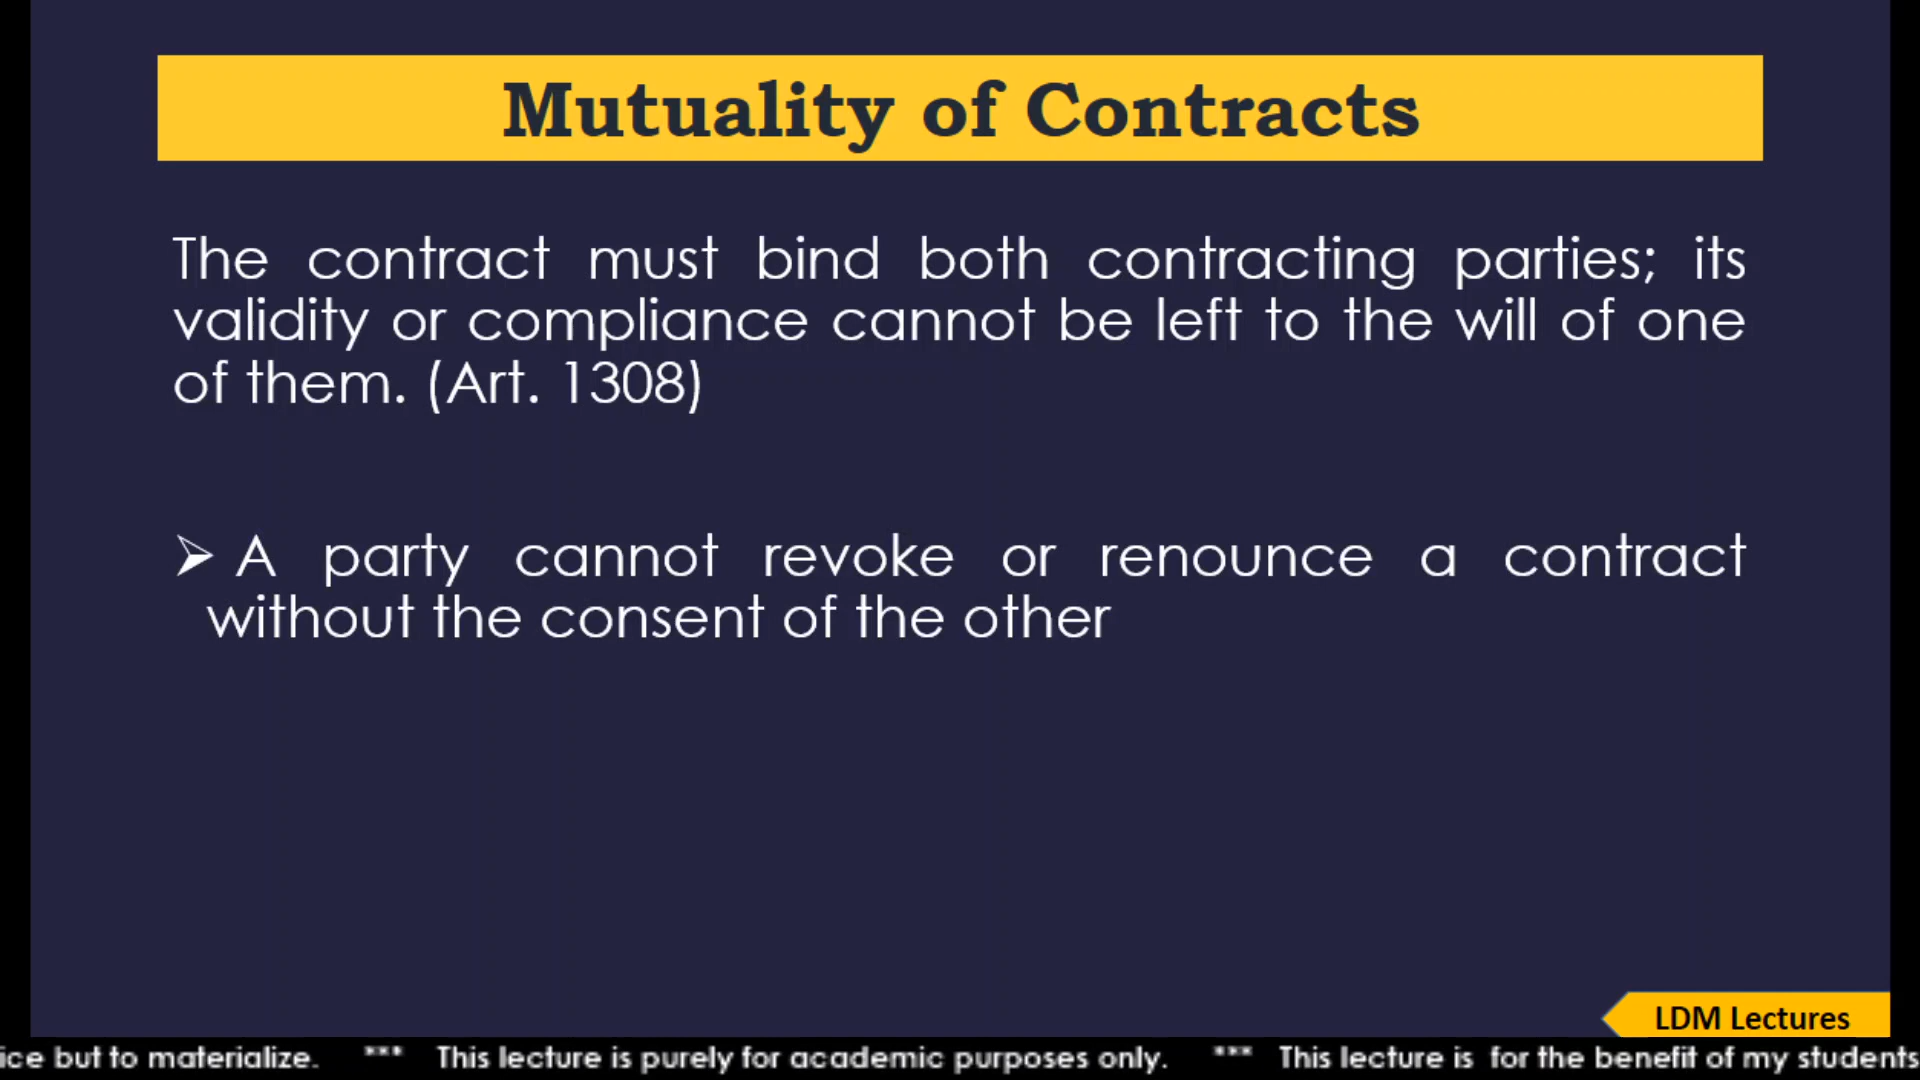 Mutuality of Contracts
The contract must bind both contracting parties; its
validity or compliance cannot be left to the will of one
of them. (Art. 1308)
➢ A party cannot revoke or renounce a contract
without the consent of the other
LDM Lectures
but to materialize. *** This lecture is purely for academic purposes only. *** This lecture is for the benefit of my students